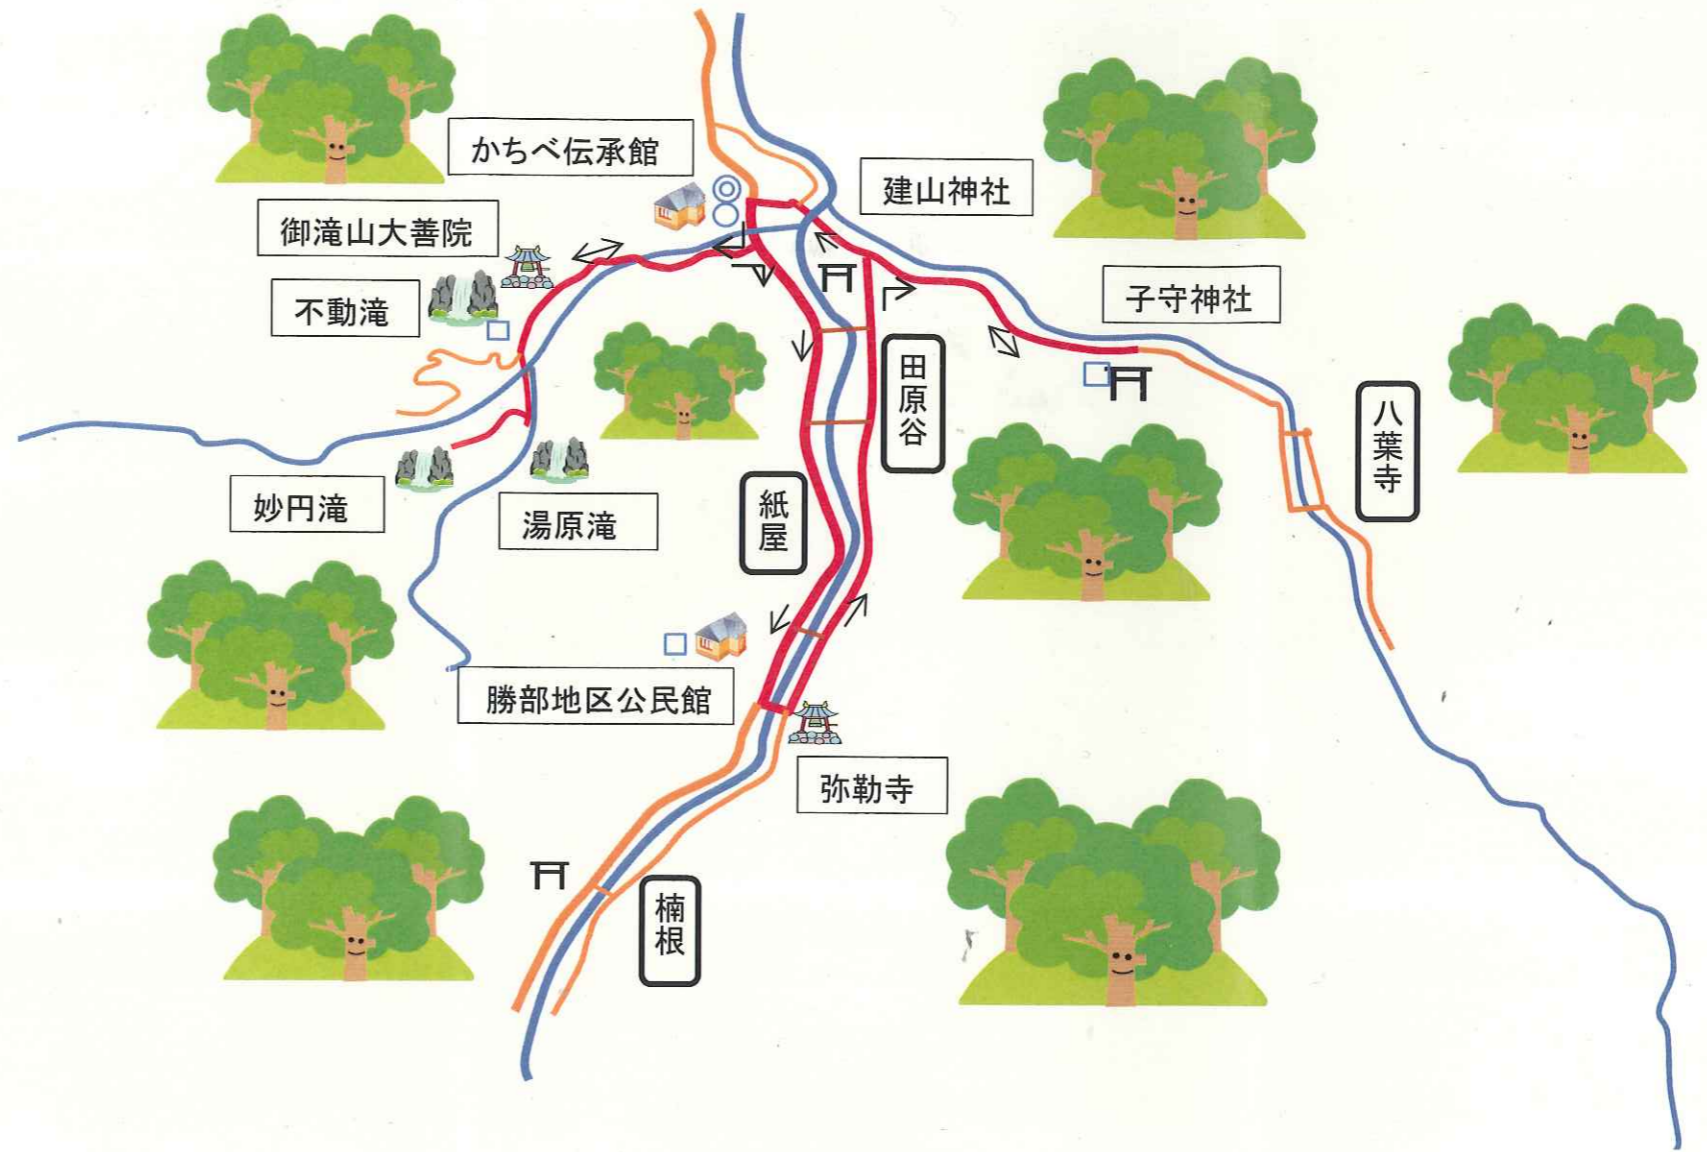 かちべ伝承館
建山神社
御滝山大善院
不動滝
子守神社
田原谷
八葉寺
紙屋
妙円滝
湯原滝
勝部地区公民館
弥勒寺
楠根